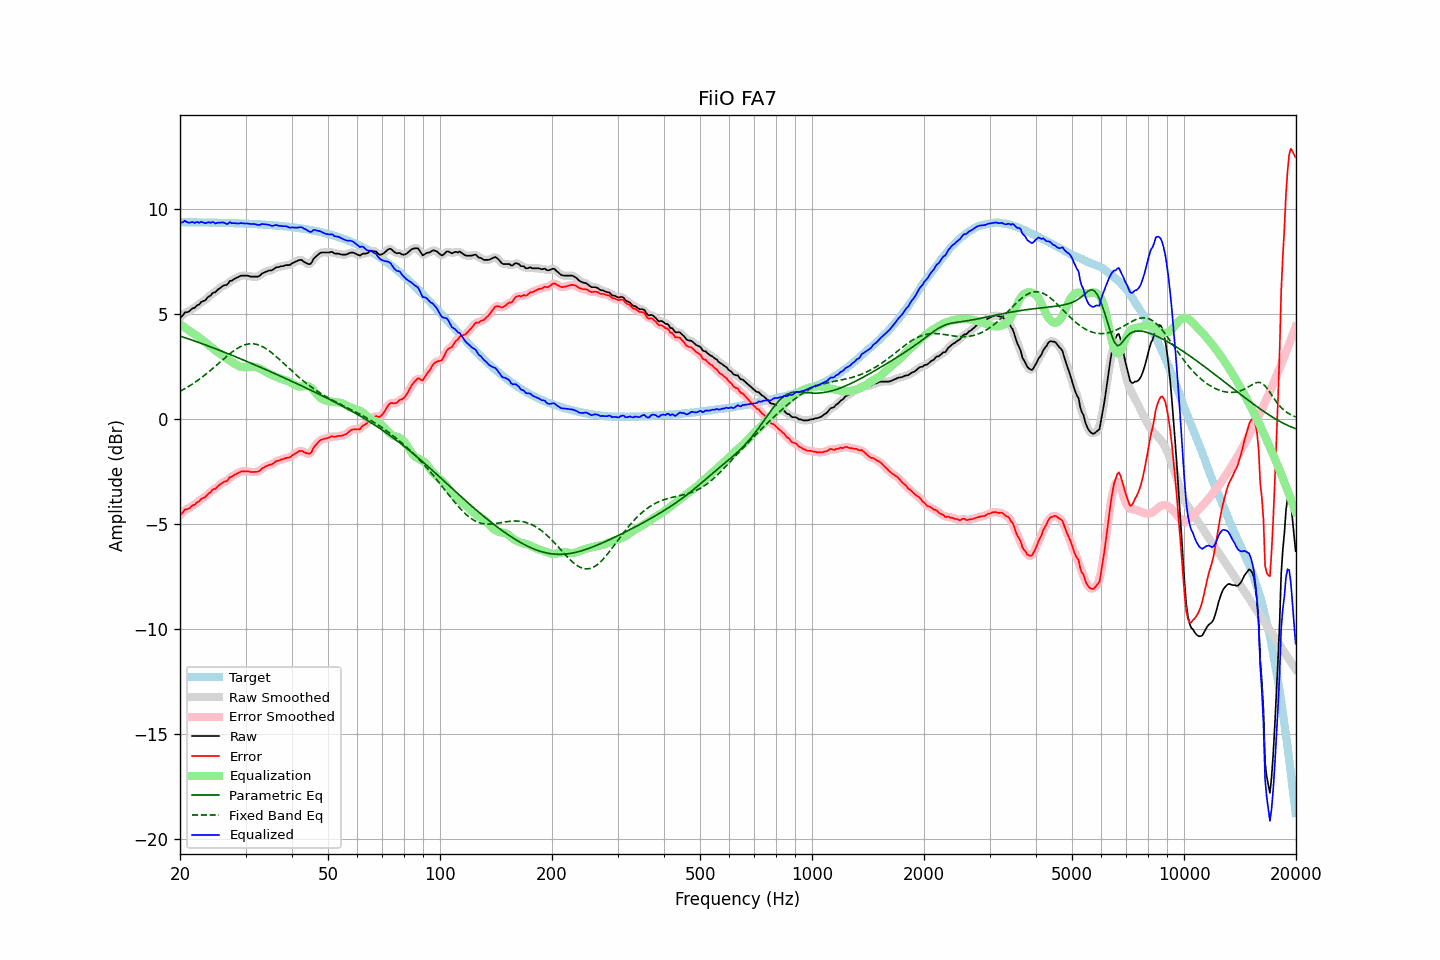 FiiO FA7
Amplitude (dBr)
10
5
0
−5
−10
−15
−20
Target
Raw Smoothed
Error Smoothed
Raw
Error
Equalization
Parametric Eq
Fixed Band Eq
Equalized
20 50 100 200 500 1000 2000 5000 10000 20000
Frequency (Hz)